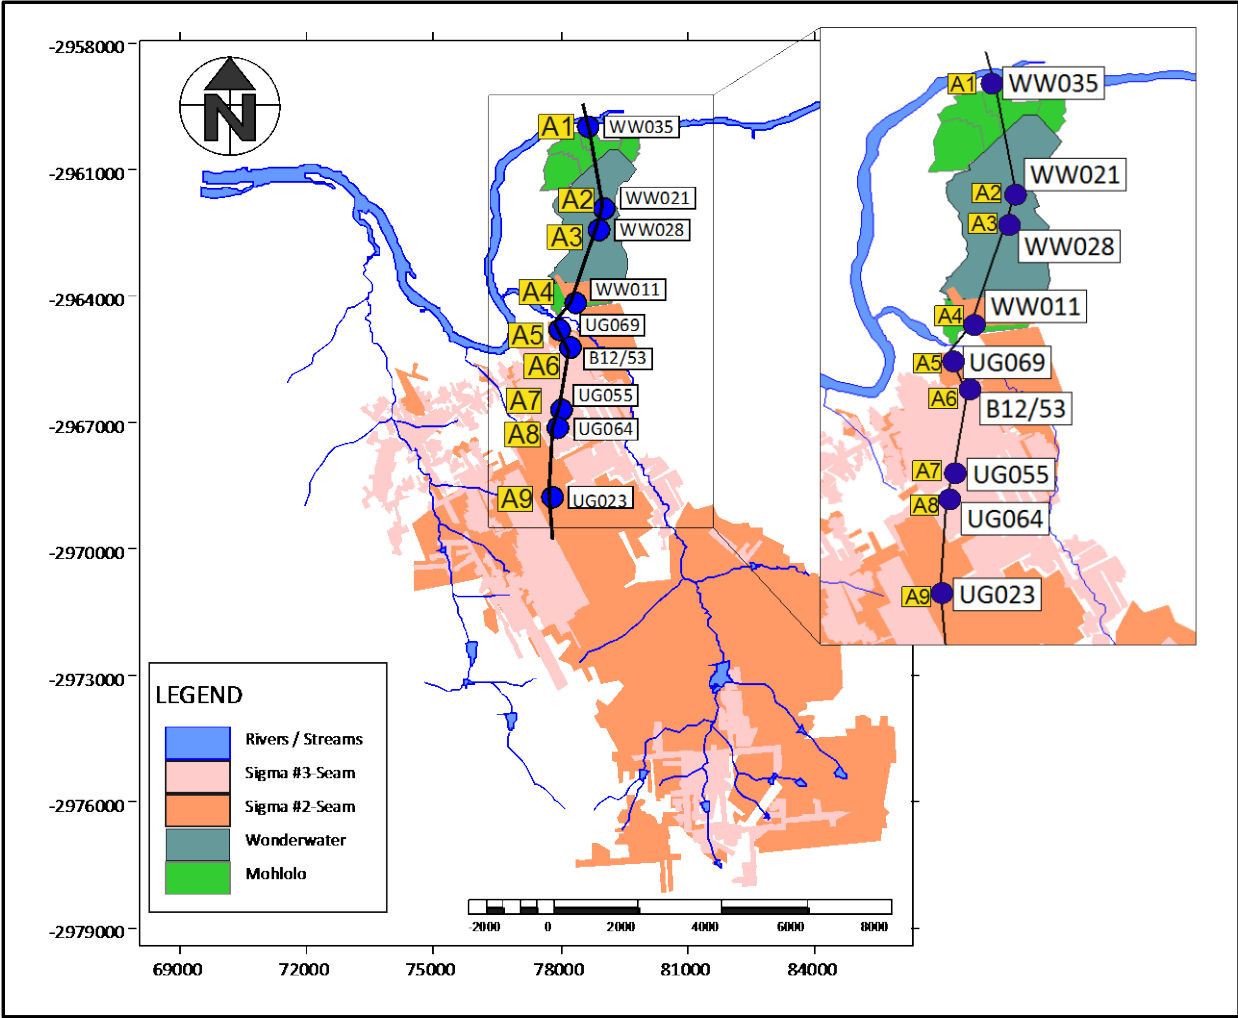 -2958000
-2961000
-2964000
-2967000
-2970000
-2973000
-2976000
-2979000
69000
72000
75000
78000
81000
84000
N
A1 WW035
A2 WW021
A3 WW028
A4 WW011
A5 UG069
A6 B12/53
A7 UG055
A8 UG064
A9 UG023
A1 WW035
A2 WW021
A3 WW028
A4 WW011
A5 UG069
A6 B12/53
A7 UG055
A8 UG064
A9 UG023
LEGEND
Rivers / Streams
Sigma #3-Seam
Sigma #2-Seam
Wonderwater
Mohlolo
-2000 0 2000 4000 6000 8000